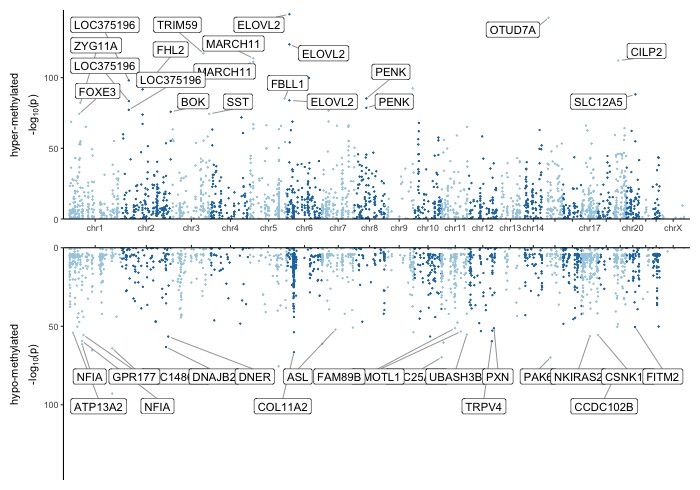 LOC375196
TRIM59
ELOVL2
OTUD7A
ZYG11A
FHL2
MARCH11
ELOVL2
CILP2
LOC375196
MARCH11
PENK
LOC375196
FBLL1
FOXE3
BOK
SST
ELOVL2
PENK
SLC12A5
hyper-methylated
-log10(p)
100
50
0
chr1 chr2 chr3 chr4 chr5 chr6 chr7 chr8 chr9 chr10 chr11 chr12 chr13 chr14 chr17 chr20 chrX
hypo-methylated
-log10(p)
0
50
100
NFIA GPR177 DNAJB2 DNER ASL FAM89B UBASH3B PXN NKIRAS2 CSNK1 FITM2
ATP13A2 NFIA COL11A2 TRPV4 CCDC102B